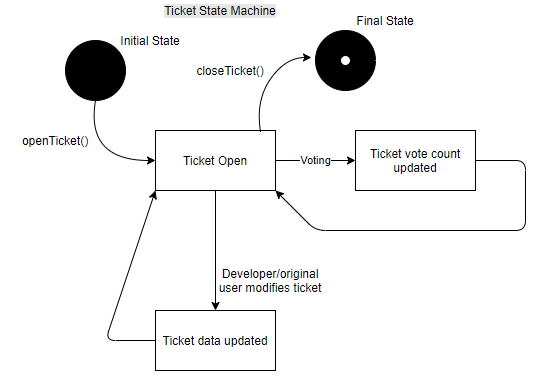 Ticket State Machine
Final State
Initial State
closeTicket()
openTicket()
Ticket Open
Voting
Ticket vote count
updated
Developer/original
user modifies ticket
Ticket data updated